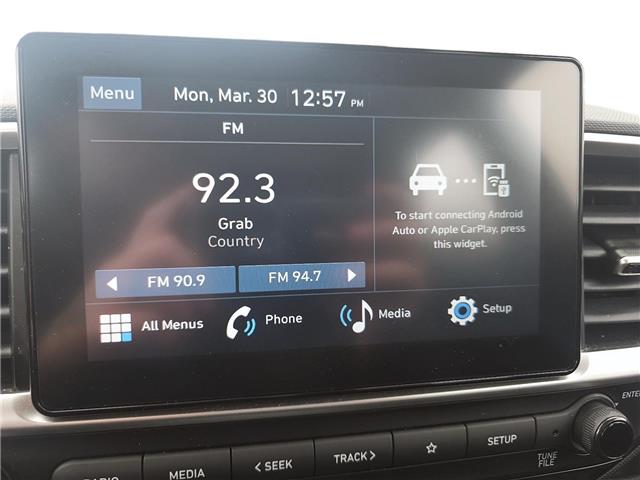 Menu
Mon, Mar. 30
12:57 PM
FM
92.3
Grab
Country
FM 90.9
FM 94.7
To start connecting Android
Auto or Apple CarPlay, press
this widget.
All Menus
Phone
Media
Setup
RADIO
MEDIA
< SEEK
TRACK >
SETUP
ENTER
TUNE
FILE